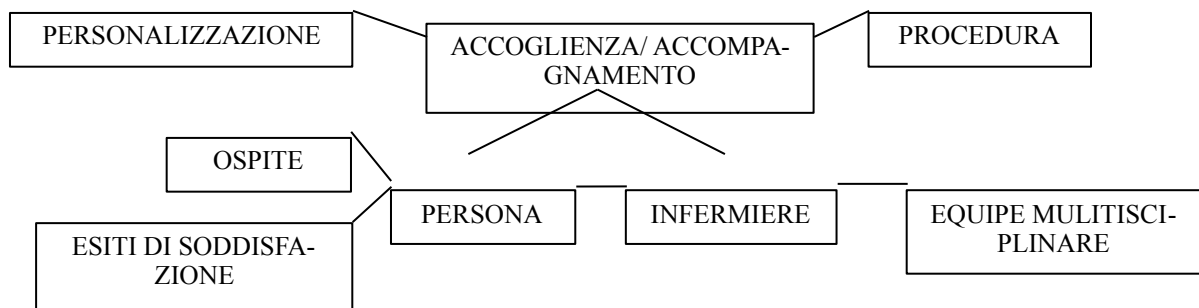 PERSONALIZZAZIONE
ACCOGLIENZA/ ACCOMPA-
GNAMENTO
PROCEDURA
OSPITE
PERSONA
INFERMIERE
EQUIPE MULITISCI-
PLINARE
ESITI DI SODDISFA-
ZIONE